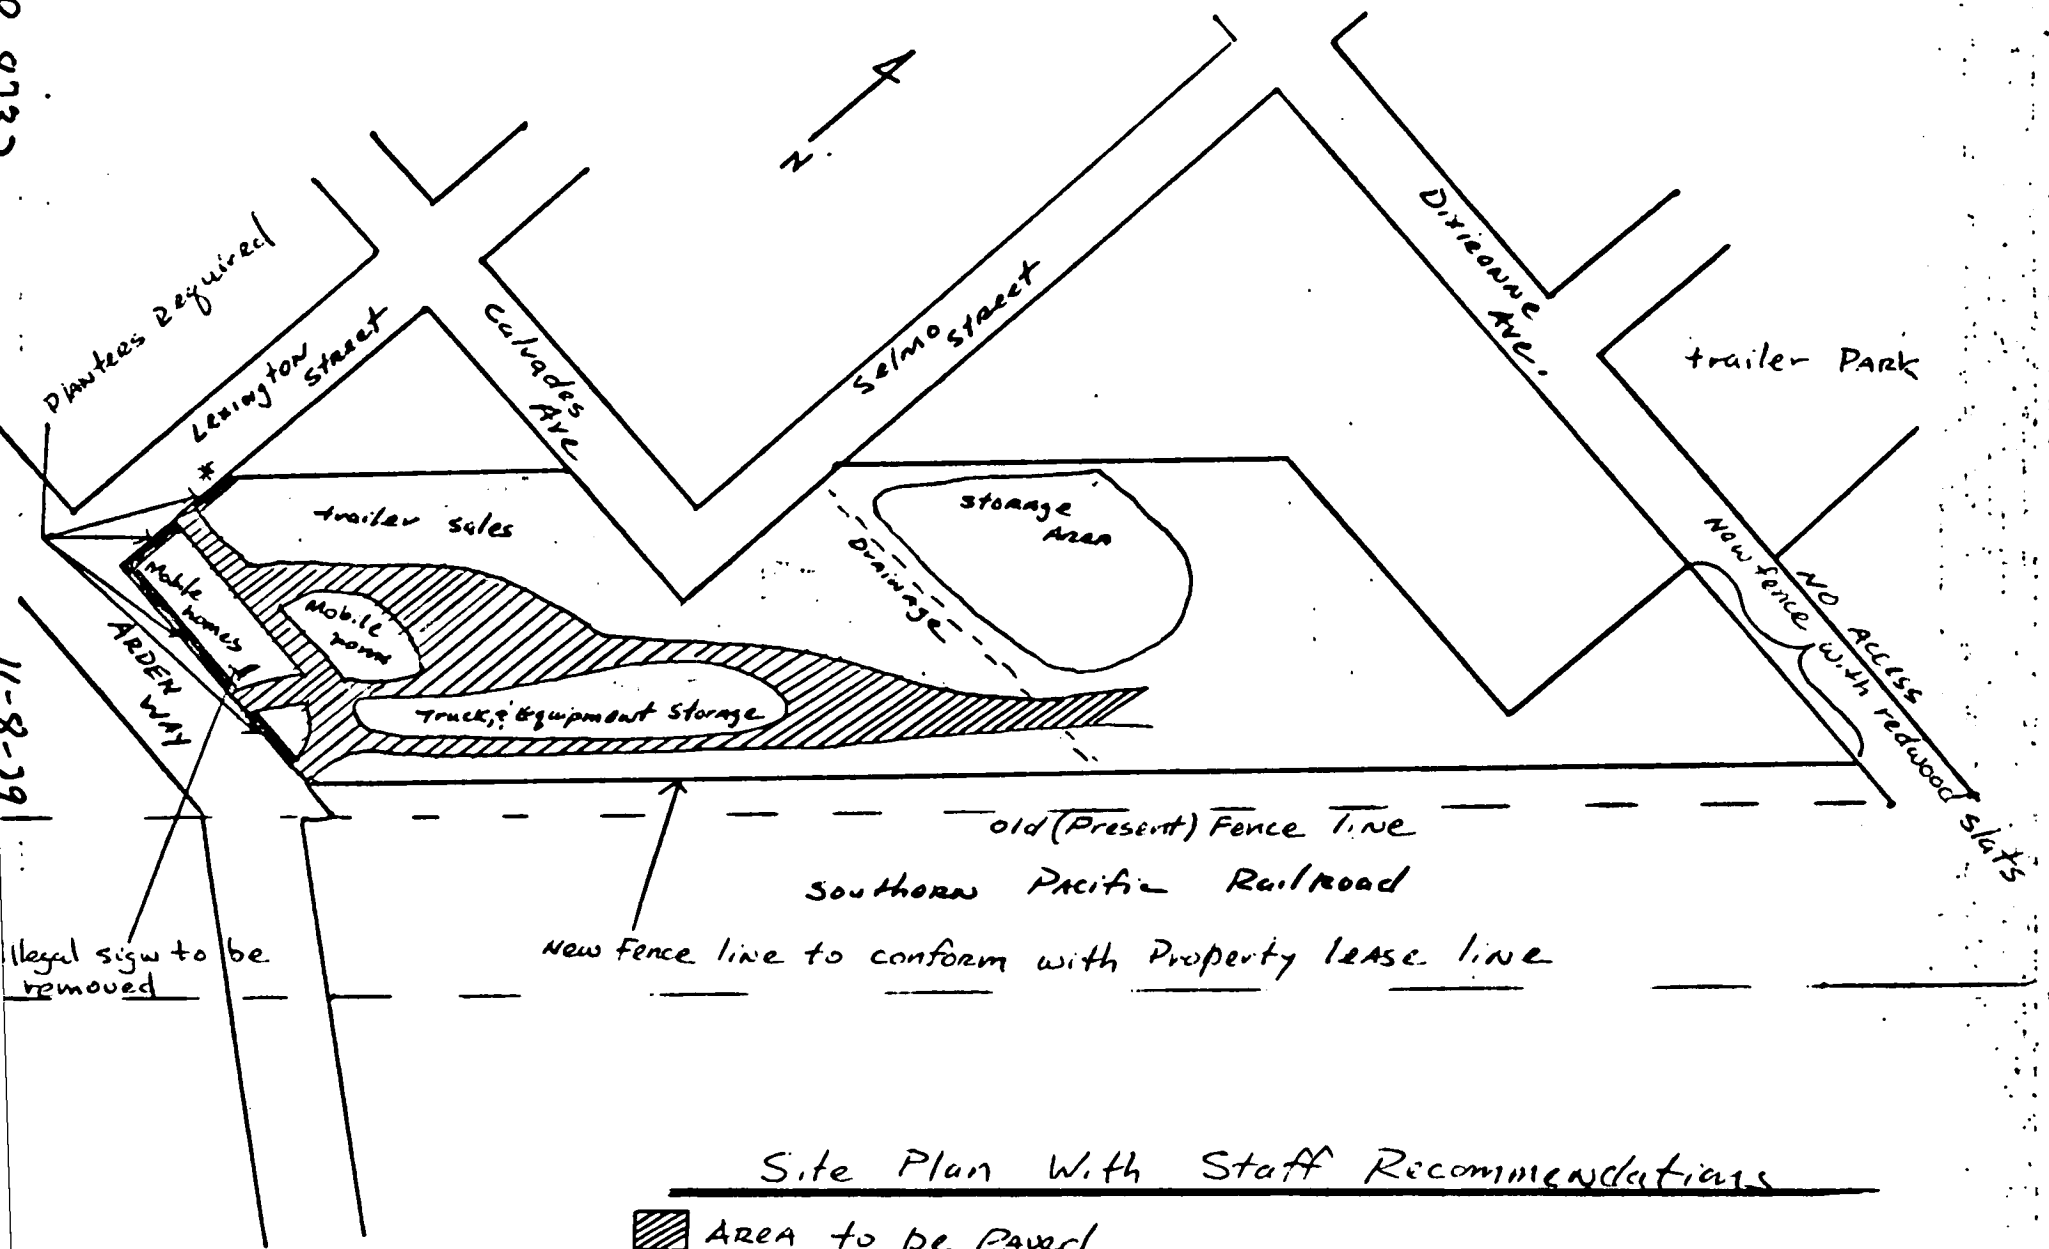 N.
Planters Required
Lexington
Street
*
Calvados
Ave
Selmo
Street
Dixieanne
Ave.
trailer PARK
trailer sales
Storage
Area
Drainage
Mobile
Homes
Mobile
Truck, & Equipment Storage
ARDEN
WAY
New fence with redwood slats
NO ACCESS
old (Present) Fence Line
Southern Pacific Railroad
New Fence line to conform with Property lease line
llegal sign to be
removed
11-8-79
Site Plan With Staff Recommendations
AREA to be Paved